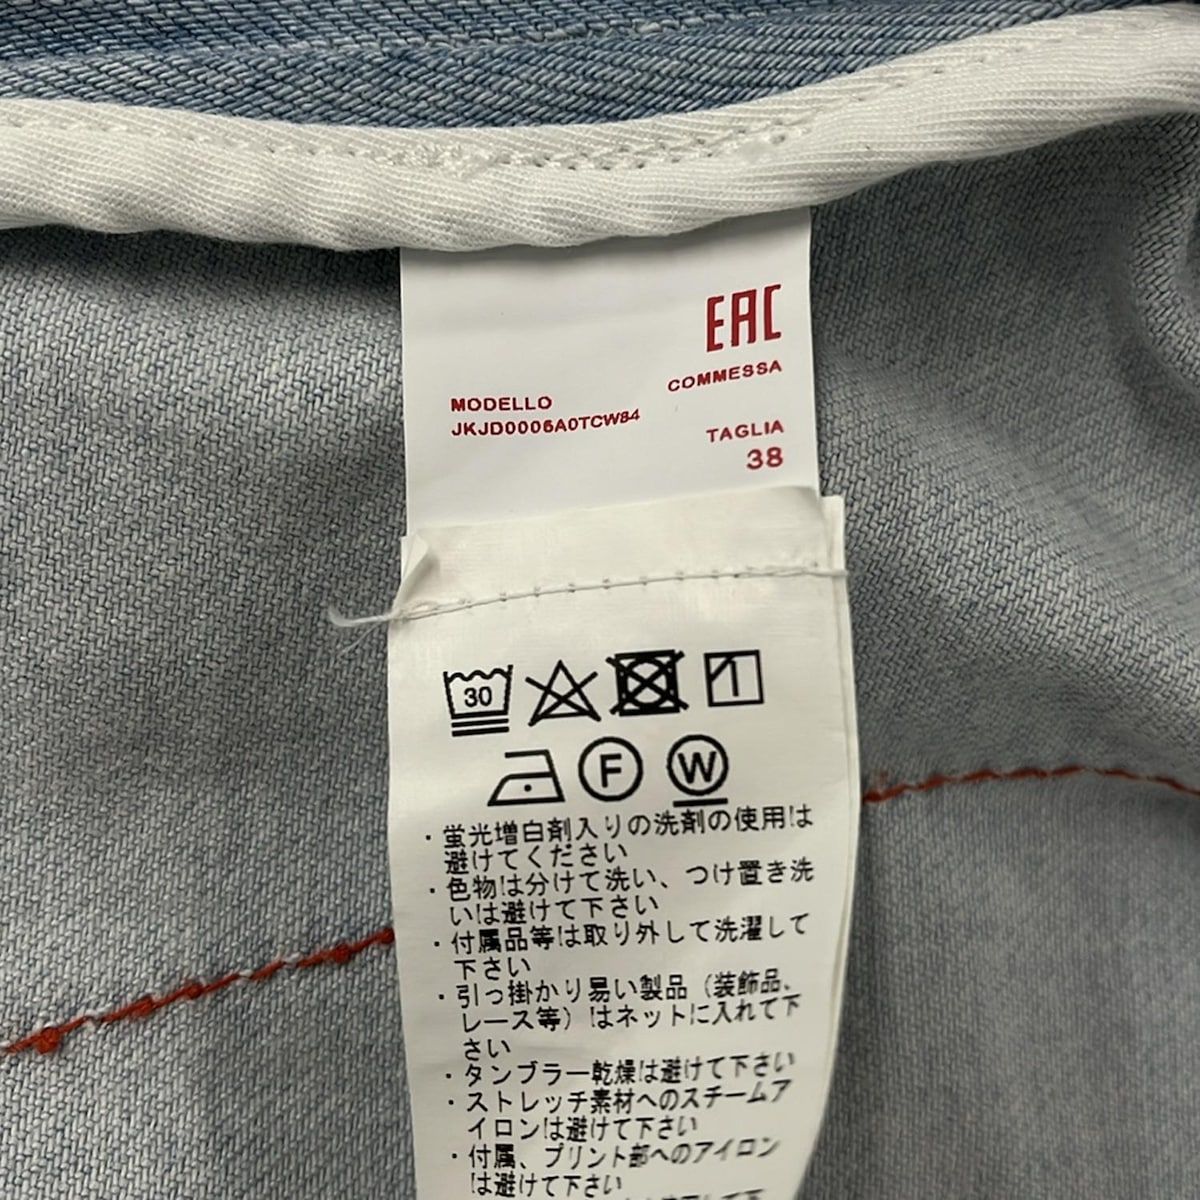 EAC
COMMESSA
MODELLO
JKJD0006A0TCW84
TAGLIA
38
30
F
W
・蛍光増白剤入りの洗剤の使用は
避けてください
・色物は分けて洗い、つけ置き洗
いは避けて下さい
・付属品等は取り外して洗濯して
下さい
・引っ掛かり易い製品（装飾品、
レース等）はネットに入れて下
さい
・タンブラー乾燥は避けて下さい
・ストレッチ素材へのスチームア
イロンは避けて下さい
・付属、プリント部へのアイロン
は避けて下さい